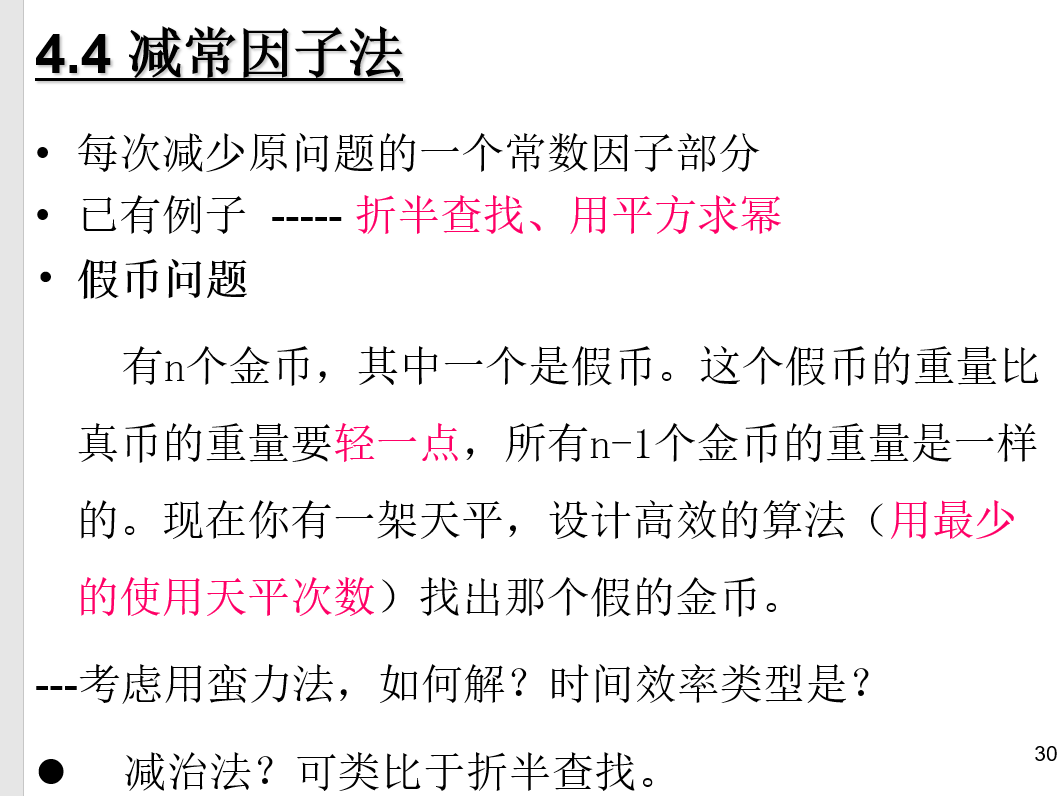 4.4 减常因子法
• 每次减少原问题的一个常数因子部分
• 已有例子 ----- 折半查找、用平方求幂
• 假币问题
有n个金币，其中一个是假币。这个假币的重量比
真币的重量要轻一点，所有n-1个金币的重量是一样
的。现在你有一架天平，设计高效的算法（用最少
的使用天平次数）找出那个假的金币。
---考虑用蛮力法，如何解？时间效率类型是？
● 减治法？可类比于折半查找。
30